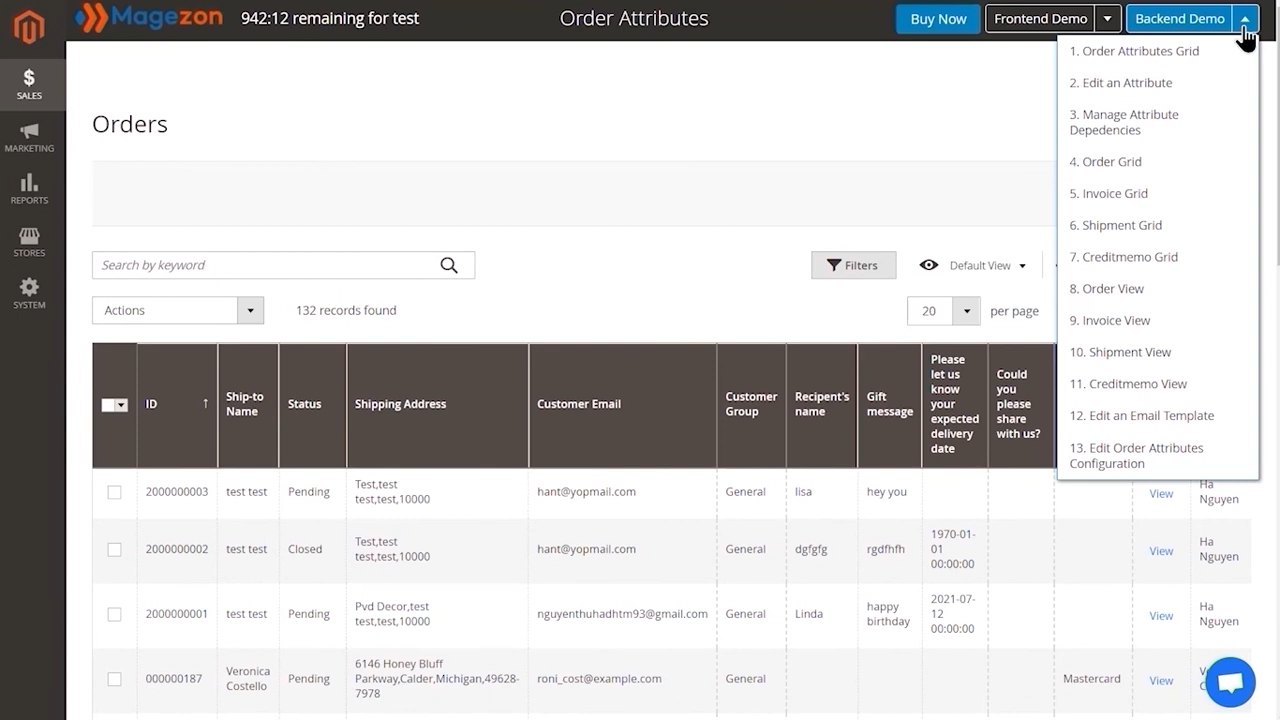 Magezon
942:12 remaining for test
Order Attributes
Buy Now
Frontend Demo
Backend Demo
$
SALES
MARKETING
REPORTS
STORES
SYSTEM
1. Order Attributes Grid
2. Edit an Attribute
3. Manage Attribute
Depedencies
4. Order Grid
5. Invoice Grid
6. Shipment Grid
7. Creditmemo Grid
8. Order View
9. Invoice View
10. Shipment View
11. Creditmemo View
12. Edit an Email Template
13. Edit Order Attributes
Configuration
Orders
Search by keyword
Filters
Default View
Actions
132 records found
20
per page
ID
↑
Ship-to
Name
Status
Shipping Address
Customer Email
Customer
Group
Recipent's
name
Gift
message
Please
let us
know
your
expected
delivery
date
Could
you
please
share
with us?
2000000003
test test
Pending
Test,test
test,test,10000
hant@yopmail.com
General
lisa
hey you
View
Ha
Nguyen
2000000002
test test
Closed
Test,test
test,test,10000
hant@yopmail.com
General
dgfgfg
rgdfhfh
1970-01-
01
00:00:00
View
Ha
Nguyen
2000000001
test test
Pending
Pvd Decor,test
test,test,10000
nguyenthuhadhtm93@gmail.com
General
Linda
happy
birthday
2021-07-
12
00:00:00
View
Ha
Nguyen
000000187
Veronica
Costello
Pending
6146 Honey Bluff
Parkway,Calder,Michigan,49628-
7978
roni_cost@example.com
General
Mastercard
View